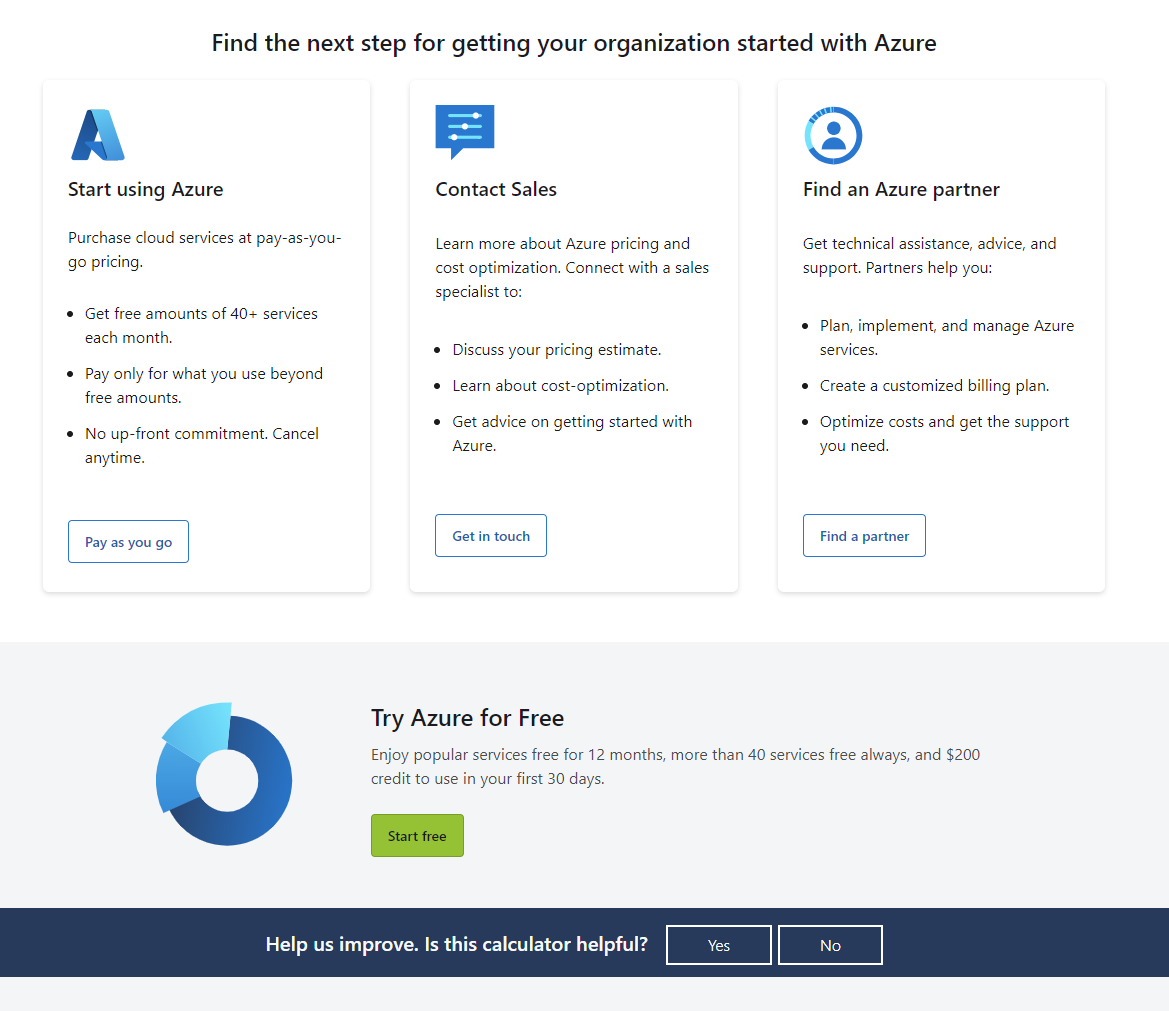 Find the next step for getting your organization started with Azure
Start using Azure
Purchase cloud services at pay-as-you-
go pricing.
Get free amounts of 40+ services
each month.
Pay only for what you use beyond
free amounts.
No up-front commitment. Cancel
anytime.
Pay as you go
Contact Sales
Learn more about Azure pricing and
cost optimization. Connect with a sales
specialist to:
Discuss your pricing estimate.
Learn about cost-optimization.
Get advice on getting started with
Azure.
Get in touch
Find an Azure partner
Get technical assistance, advice, and
support. Partners help you:
Plan, implement, and manage Azure
services.
Create a customized billing plan.
Optimize costs and get the support
you need.
Find a partner
Try Azure for Free
Enjoy popular services free for 12 months, more than 40 services free always, and $200
credit to use in your first 30 days.
Start free
Help us improve. Is this calculator helpful?
Yes
No